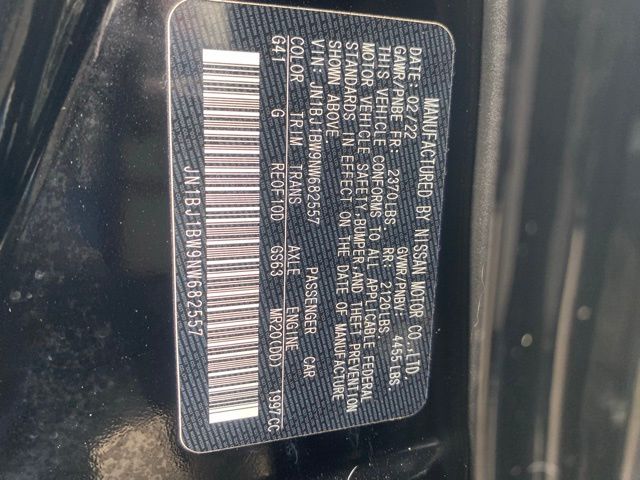 MANUFACTURED BY NISSAN MOTOR CO., LTD.
DATE: 02/22 GVWR/PNBV: 4455 LBS
GAWR/PNBE FR: 2370LBS RR: 2120LBS
THIS VEHICLE CONFORMS TO ALL APPLICABLE FEDERAL
MOTOR VEHICLE SAFETY, BUMPER, AND THEFT PREVENTION
STANDARDS IN EFFECT ON THE DATE OF MANUFACTURE
SHOWN ABOVE.
VIN: JN1BJ1BW9NW682557 PASSENGER CAR
COLOR TRIM TRANS AXLE ENGINE
G41 G RE0F10D GS63 MR20(DD) 1997CC
JN1BJ1BW9NW682557